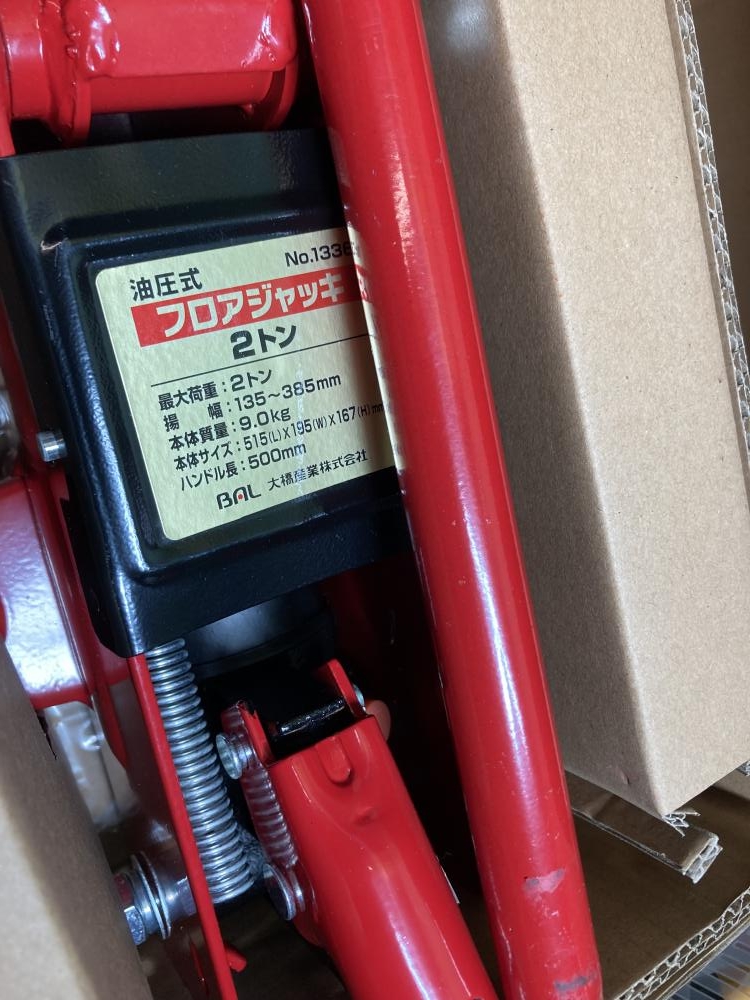 油圧式 No.1336
フロアジャッキ
2トン
最大荷重：2トン
揚 幅：135～385mm
本体質量：9.0kg
本体サイズ：515(L)X195(W)X167(H)mm
ハンドル長：500mm
BAL 大橋産業株式会社